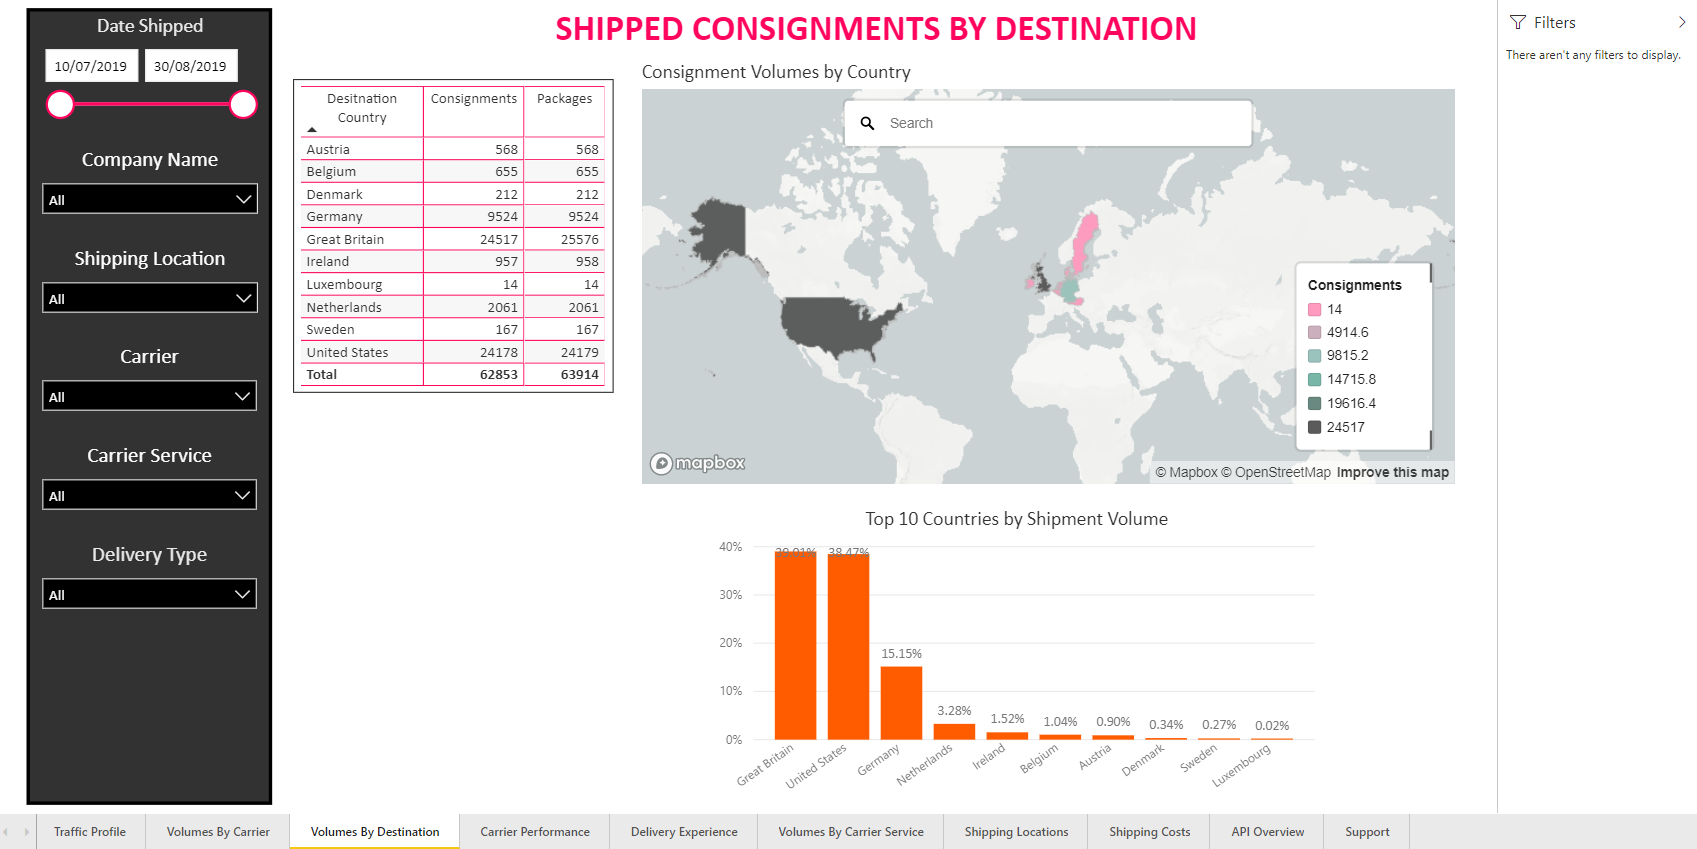 Date Shipped
10/07/2019 30/08/2019
Company Name
All
Shipping Location
All
Carrier
All
Carrier Service
All
Delivery Type
All
SHIPPED CONSIGNMENTS BY DESTINATION
Desitnation Country Consignments Packages
Austria 568 568
Belgium 655 655
Denmark 212 212
Germany 9524 9524
Great Britain 24517 25576
Ireland 957 958
Luxembourg 14 14
Netherlands 2061 2061
Sweden 167 167
United States 24178 24179
Total 62853 63914
Consignment Volumes by Country
Search
Consignments
14
4914.6
9815.2
14715.8
19616.4
24517
mapbox
© Mapbox © OpenStreetMap Improve this map
Top 10 Countries by Shipment Volume
40%
30%
20%
10%
0%
39.01% 38.47% 15.15% 3.28% 1.52% 1.04% 0.90% 0.34% 0.27% 0.02%
Great Britain United States Germany Netherlands Ireland Belgium Austria Denmark Sweden Luxembourg
Filters
There aren't any filters to display.
Traffic Profile Volumes By Carrier Volumes By Destination Carrier Performance Delivery Experience Volumes By Carrier Service Shipping Locations Shipping Costs API Overview Support